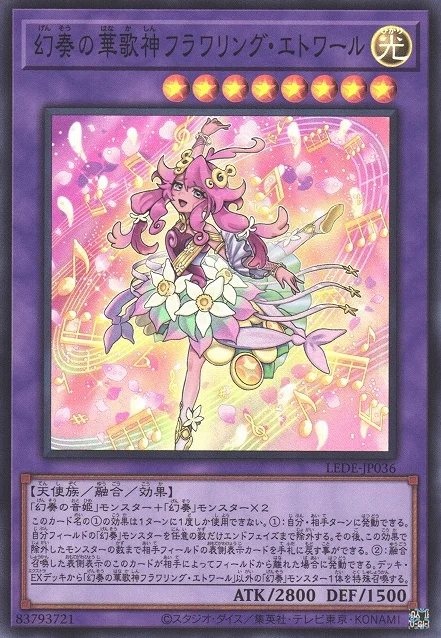 幻奏の華歌神フラワリング・エトワール
光
LEDE-JP036
【天使族/融合/効果】
「幻奏の音姫」モンスター+「幻奏」モンスター×2
このカード名の①の効果は1ターンに1度しか使用できない。①:自分・相手ターンに発動できる。
自分フィールドの「幻奏」モンスターを任意の数だけエンドフェイズまで除外する。その後、この効果で
除外したモンスターの数まで相手フィールドの表側表示カードを手札に戻す事ができる。②:融合
召喚した表側表示のこのカードが相手によってフィールドから離れた場合に発動できる。デッキ・
EXデッキから「幻奏の華歌神フラワリング・エトワール」以外の「幻奏」モンスター1体を特殊召喚する。
ATK/2800 DEF/1500
83793721 ©スタジオ・ダイス/集英社・テレビ東京・KONAMI